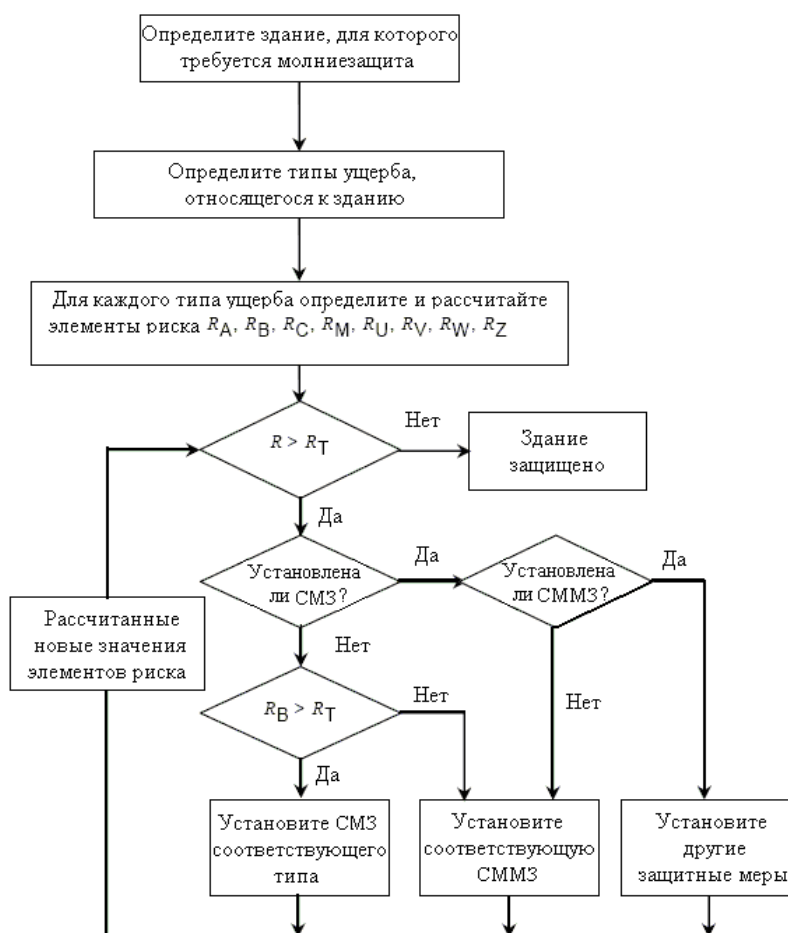 Определите здание, для которого
требуется молниезащита
Определите типы ущерба,
относящегося к зданию
Для каждого типа ущерба определите и рассчитайте
элементы риска RA, RB, RC, RM, RU, RV, RW, RZ
R > RT
Нет
Здание
защищено
Да
Установлена
ли СМЗ?
Да
Установлена
ли СММЗ?
Да
Рассчитанные
новые значения
элементов риска
Нет
RB > RT
Нет
Нет
Да
Установите СМЗ
соответствующего
типа
Установите
соответствующую
СММЗ
Установите
другие
защитные меры